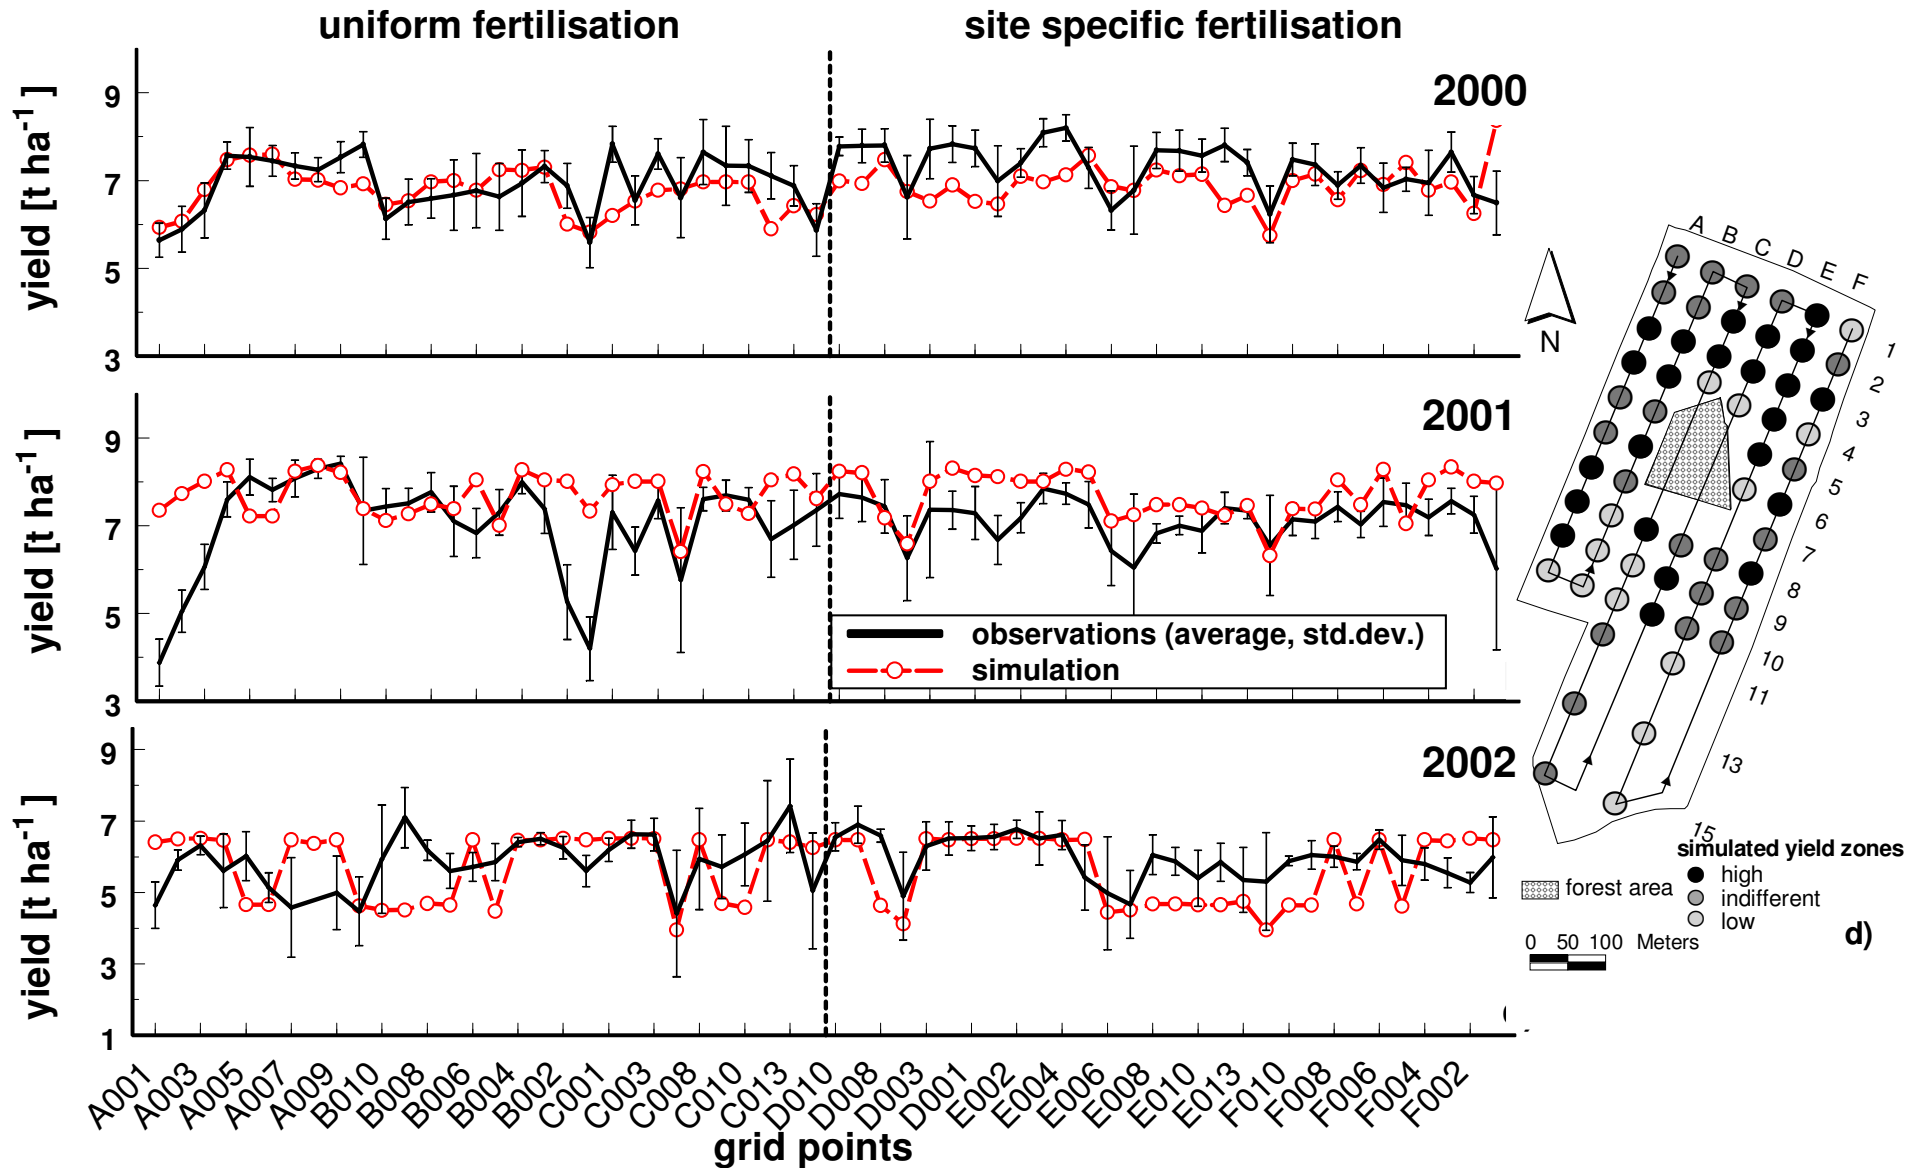 uniform fertilisation
site specific fertilisation
2000
yield [t ha-1 ]
9
7
5
3
2001
yield [t ha-1 ]
9
7
5
3
observations (average, std.dev.)
simulation
2002
yield [t ha-1 ]
9
7
5
3
1
A001 A003 A005 A007 A009 B010 B008 B006 B004 B002 C001 C003 C008 C010 C013 D010 D008 D003 D001 E002 E004 E006 E008 E010 E013 F010 F008 F006 F004 F002
grid points
N
A B C D E F
1
2
3
4
5
6
7
8
9
10
11
13
15
simulated yield zones
high
forest area
indifferent
low
0 50 100 Meters
d)